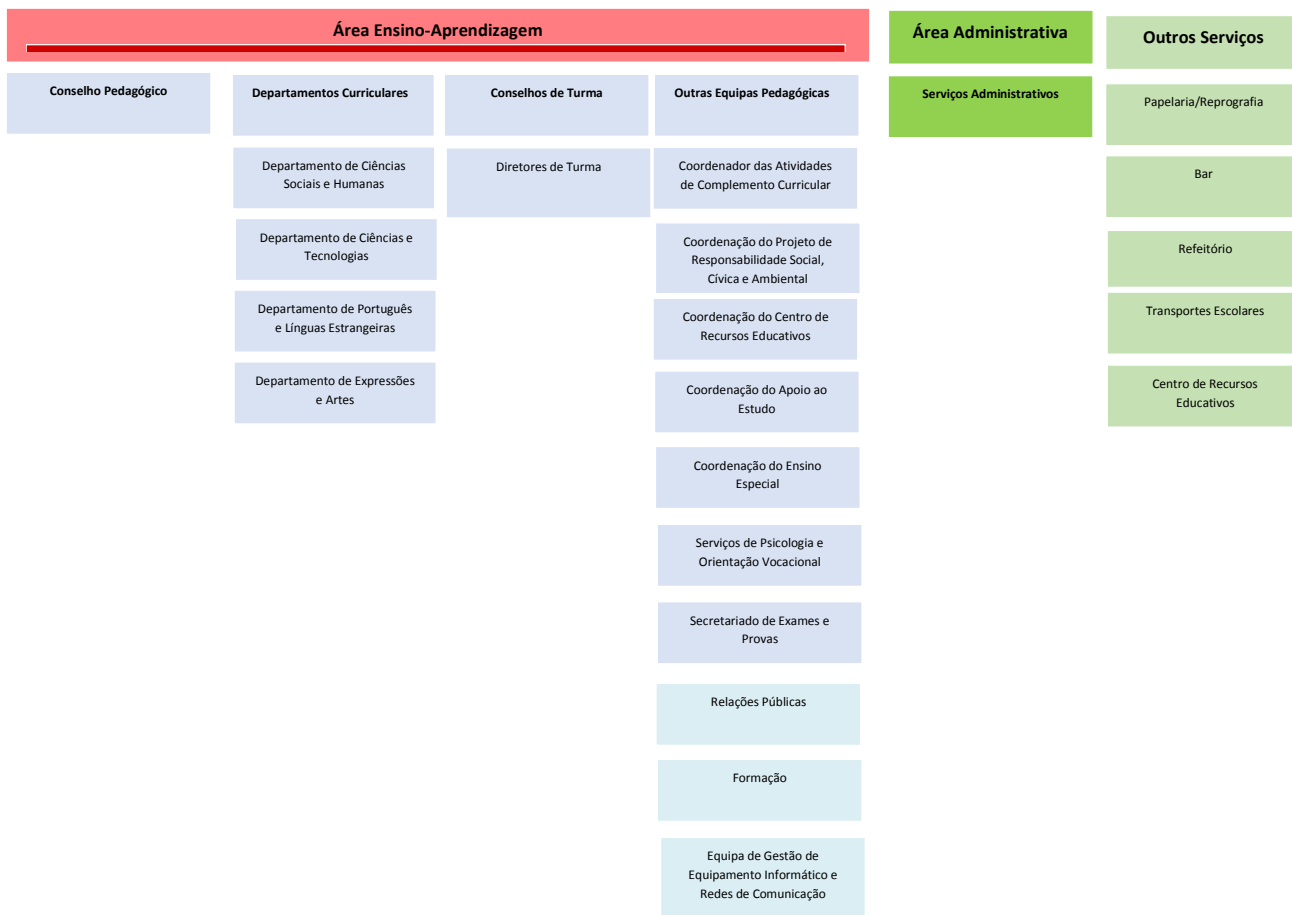 Área Ensino-Aprendizagem
Área Administrativa
Outros Serviços
Conselho Pedagógico
Departamentos Curriculares
Departamento de Ciências
Sociais e Humanas
Departamento de Ciências e
Tecnologias
Departamento de Português
e Línguas Estrangeiras
Departamento de Expressões
e Artes
Conselhos de Turma
Diretores de Turma
Outras Equipas Pedagógicas
Coordenador das Atividades
de Complemento Curricular
Coordenação do Projeto de
Responsabilidade Social,
Cívica e Ambiental
Coordenação do Centro de
Recursos Educativos
Coordenação do Apoio ao
Estudo
Coordenação do Ensino
Especial
Serviços de Psicologia e
Orientação Vocacional
Secretariado de Exames e
Provas
Relações Públicas
Formação
Equipa de Gestão de
Equipamento Informático e
Redes de Comunicação
Serviços Administrativos
Papelaria/Reprografia
Bar
Refeitório
Transportes Escolares
Centro de Recursos
Educativos